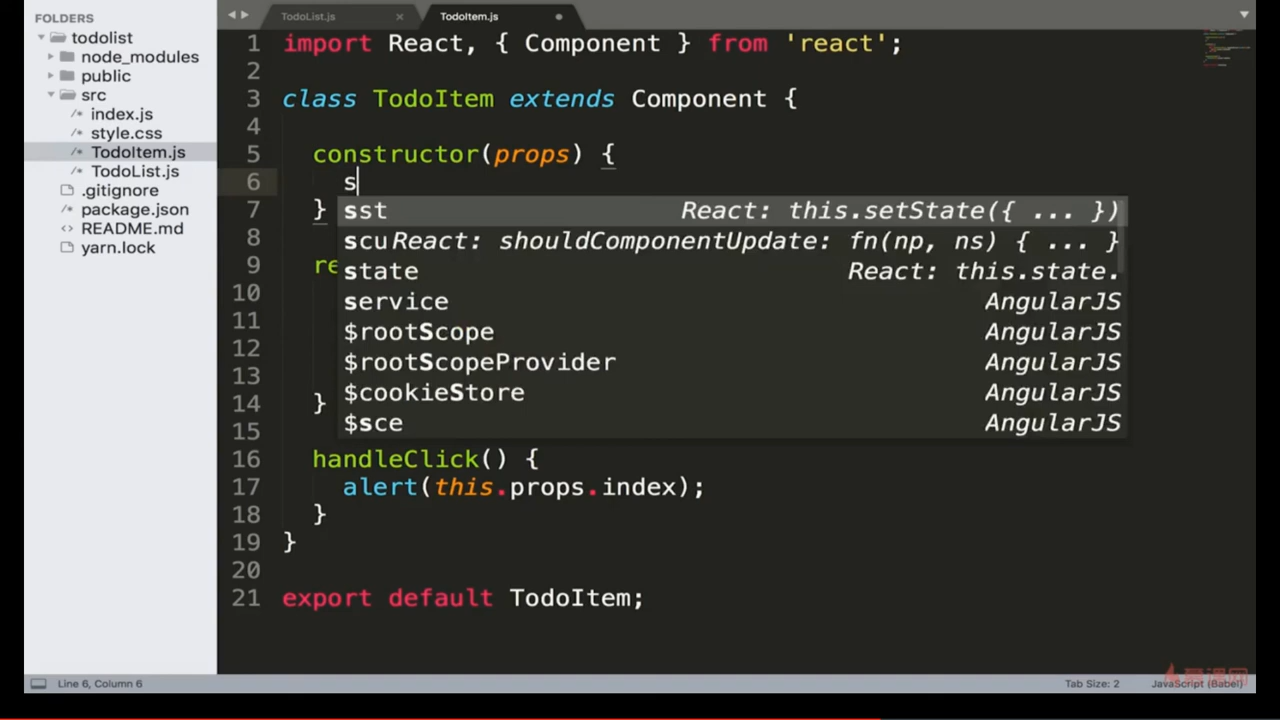 FOLDERS
todolist
node_modules
public
src
index.js
style.css
TodoItem.js
TodoList.js
.gitignore
package.json
README.md
yarn.lock
TodoList.js
TodoItem.js
1 import React, { Component } from 'react';
2
3 class TodoItem extends Component {
4
5 constructor(props) {
6 s
7 }
sst React: this.setState({ ... })
8
scu React: shouldComponentUpdate: fn(np, ns) { ... }
state React: this.state.
9 re
service AngularJS
10
$rootScope AngularJS
11
$rootScopeProvider AngularJS
12
$cookieStore AngularJS
13
$sce AngularJS
14 }
15
16 handleClick() {
17 alert(this.props.index);
18 }
19 }
20
21 export default TodoItem;
Line 6, Column 6
Tab Size: 2
JavaScript (Babel)
慕课网